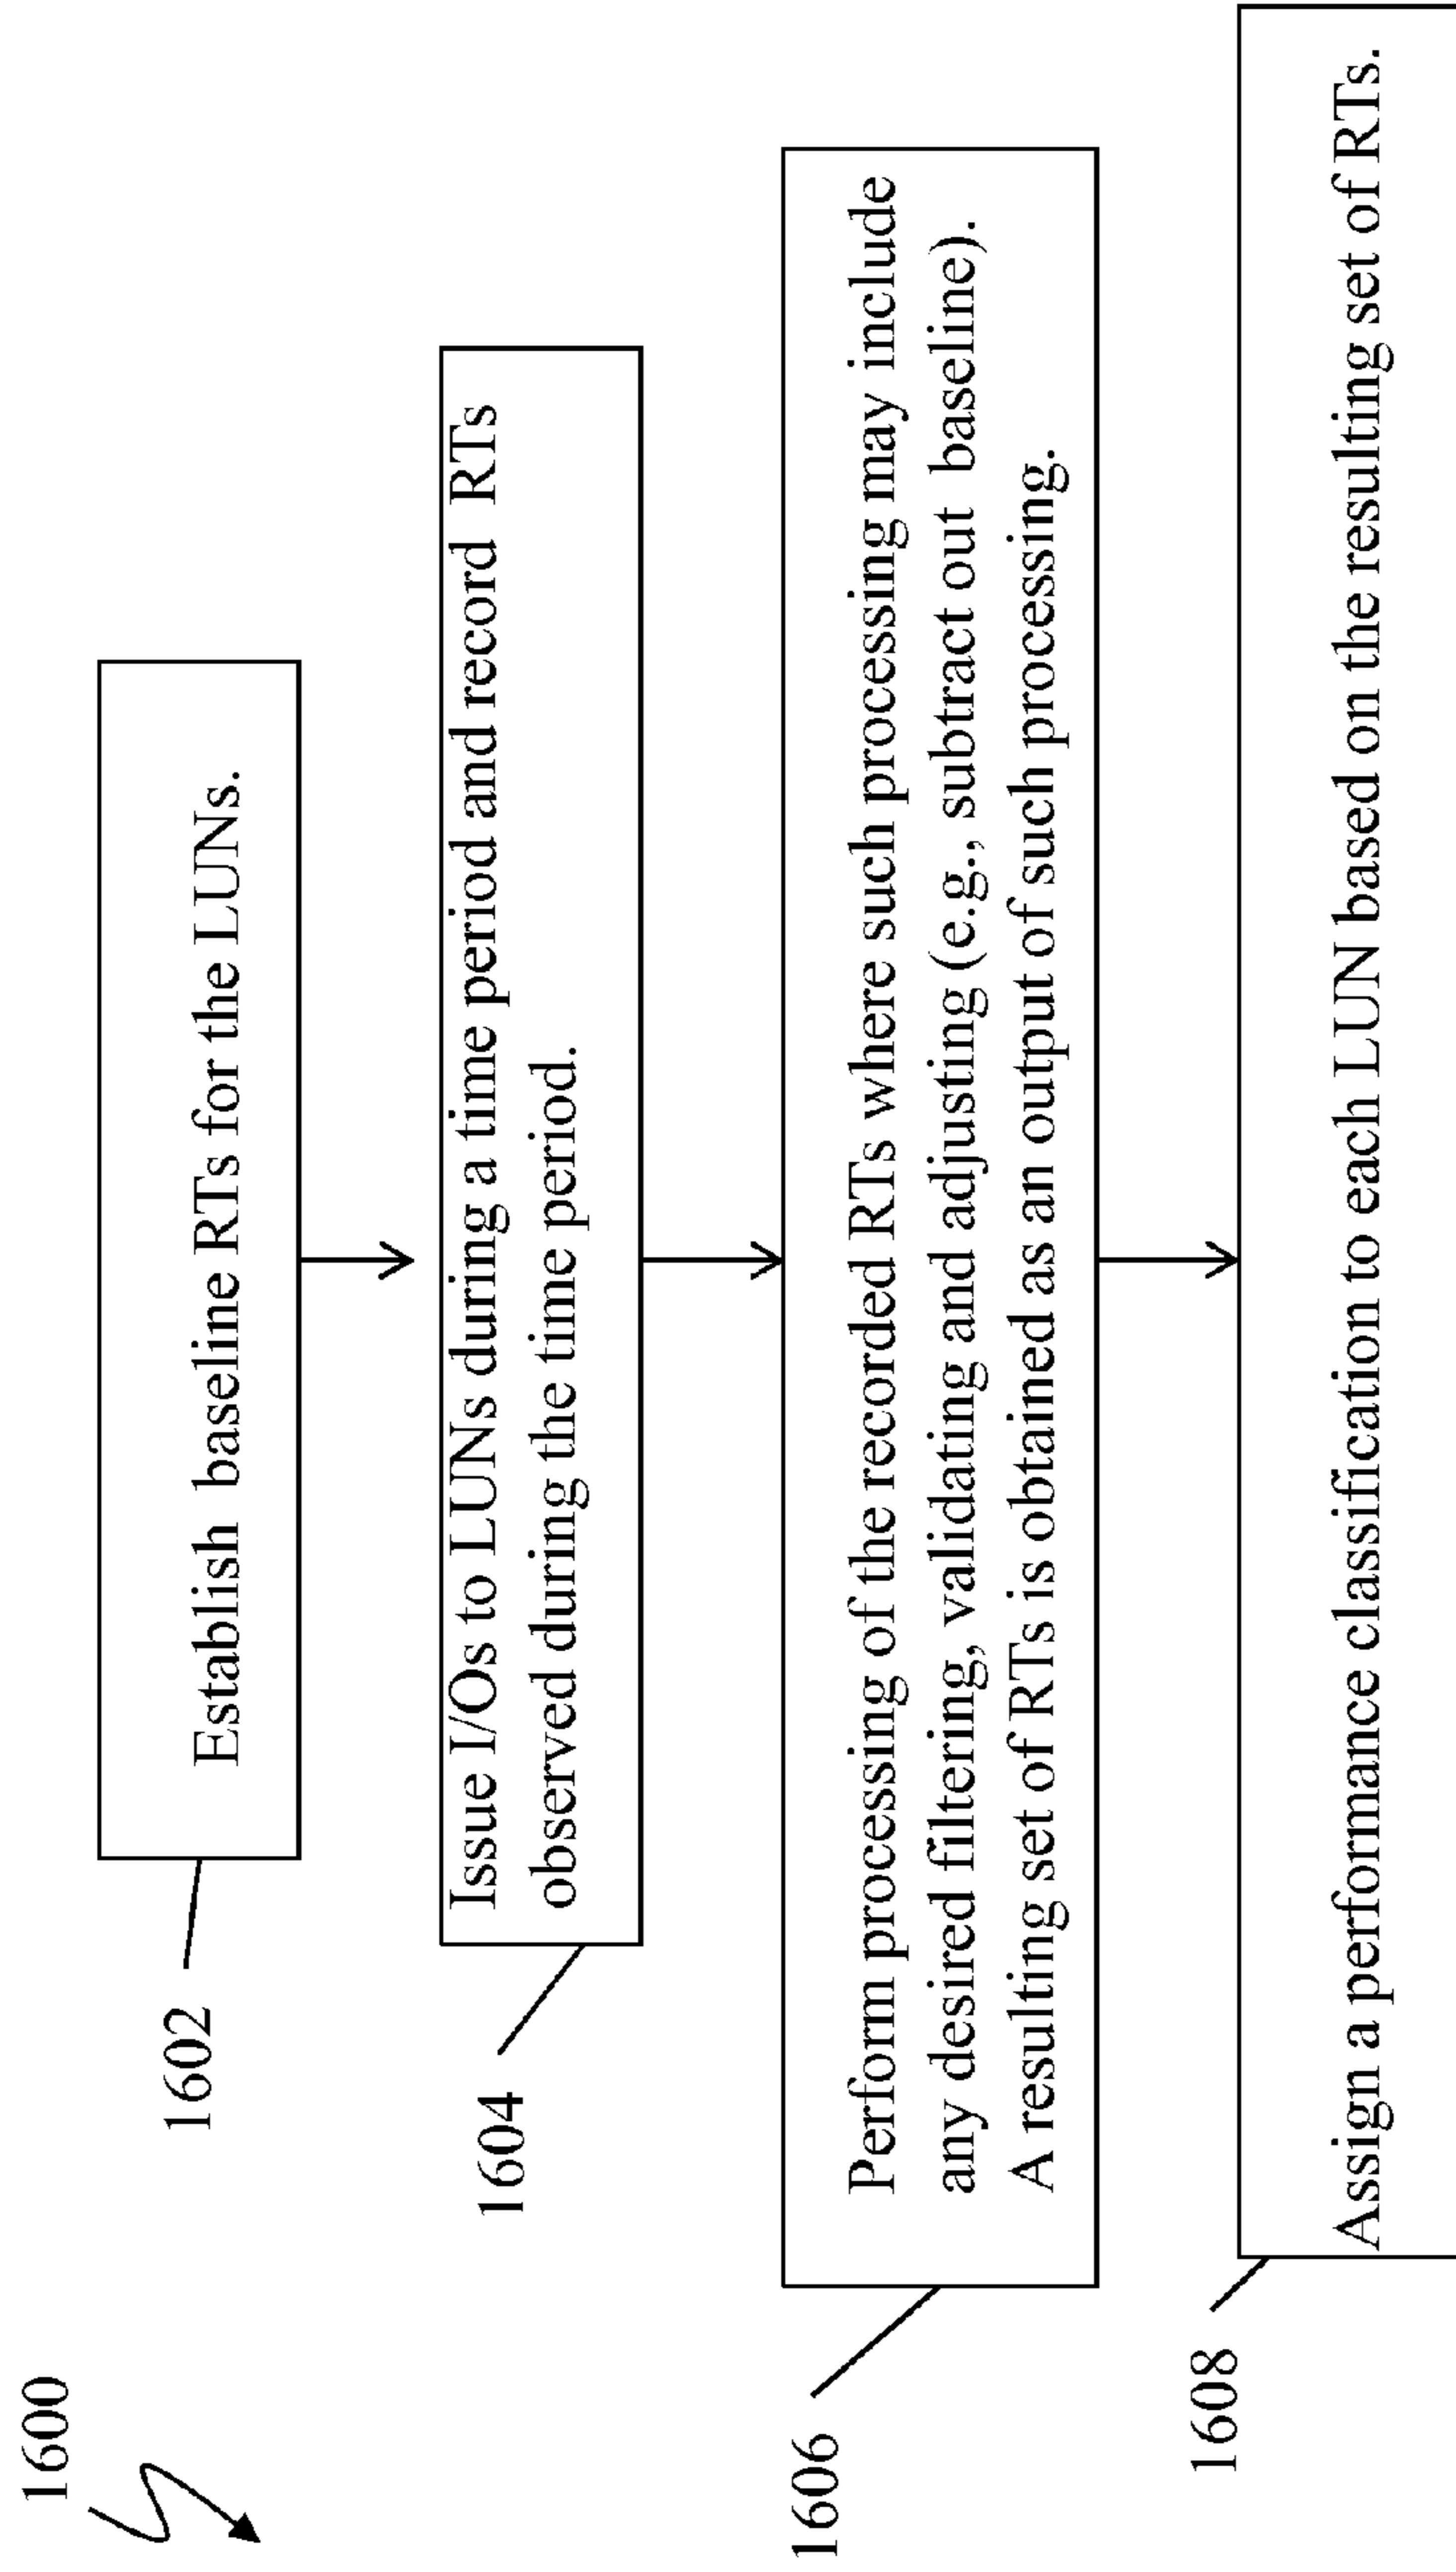 1600
1602
Establish baseline RTs for the LUNs.
1604
Issue I/Os to LUNs during a time period and record RTs
observed during the time period.
1606
Perform processing of the recorded RTs where such processing may include
any desired filtering, validating and adjusting (e.g., subtract out baseline).
A resulting set of RTs is obtained as an output of such processing.
1608
Assign a performance classification to each LUN based on the resulting set of RTs.